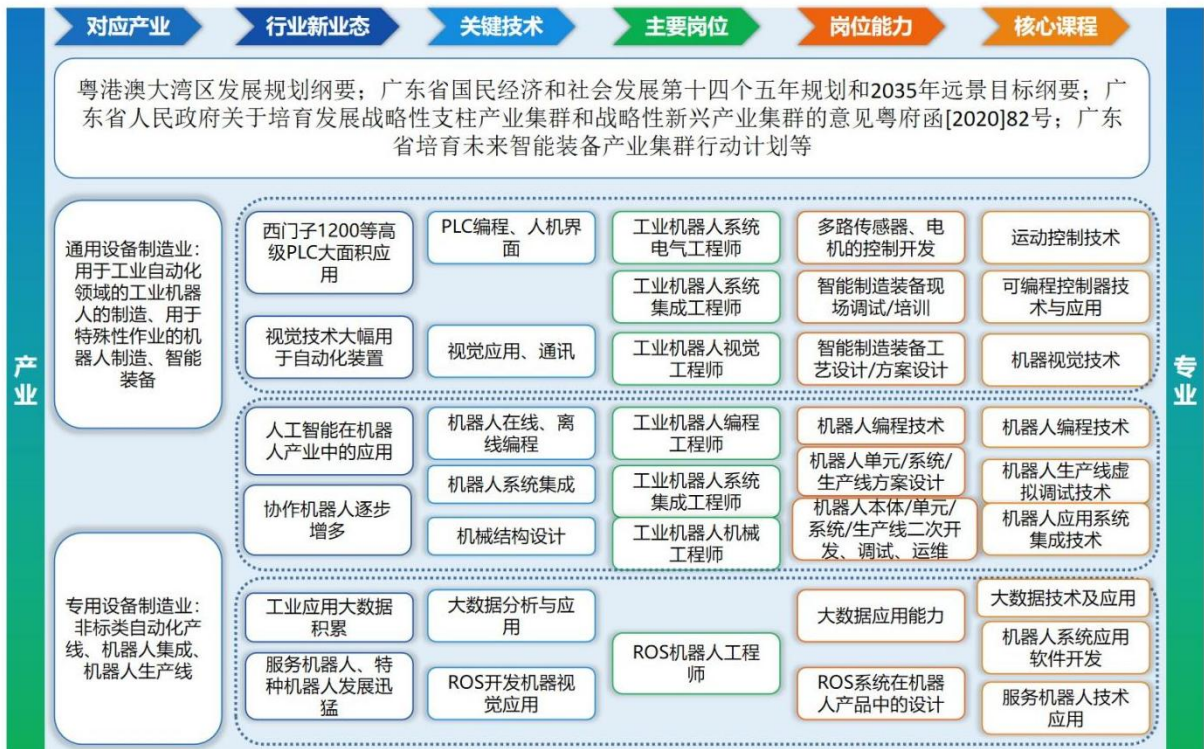 对应产业
行业新业态
关键技术
主要岗位
岗位能力
核心课程
粤港澳大湾区发展规划纲要；广东省国民经济和社会发展第十四个五年规划和2035年远景目标纲要；广
东省人民政府关于培育发展战略性支柱产业集群和战略性新兴产业集群的意见粤府函[2020]82号；广东
省培育未来智能装备产业集群行动计划等
产业
通用设备制造业：
用于工业自动化
领域的工业机器
人的制造、用于
特殊性作业的机
器人制造、智能
装备
专用设备制造业：
非标类自动化产
线、机器人集成、
机器人生产线
西门子1200等高
级PLC大面积应
用
视觉技术大幅用
于自动化装置
PLC编程、人机界
面
视觉应用、通讯
工业机器人系统
电气工程师
工业机器人系统
集成工程师
工业机器人视觉
工程师
多路传感器、电
机的控制开发
智能制造装备现
场调试/培训
智能制造装备工
艺设计/方案设计
运动控制技术
可编程控制器技
术与应用
机器视觉技术
人工智能在机器
人产业中的应用
协作机器人逐步
增多
机器人在线、离
线编程
机器人系统集成
机械结构设计
工业机器人编程
工程师
工业机器人系统
集成工程师
工业机器人机械
工程师
机器人编程技术
机器人单元/系统/
生产线方案设计
机器人本体/单元/
系统/生产线二次开
发、调试、运维
机器人编程技术
机器人生产线虚
拟调试技术
机器人应用系统
集成技术
工业应用大数据
积累
服务机器人、特
种机器人发展迅
猛
大数据分析与应
用
ROS开发机器视
觉应用
ROS机器人工程
师
大数据应用能力
ROS系统在机器
人产品中的设计
大数据技术及应用
机器人系统应用
软件开发
服务机器人技术
应用
专业